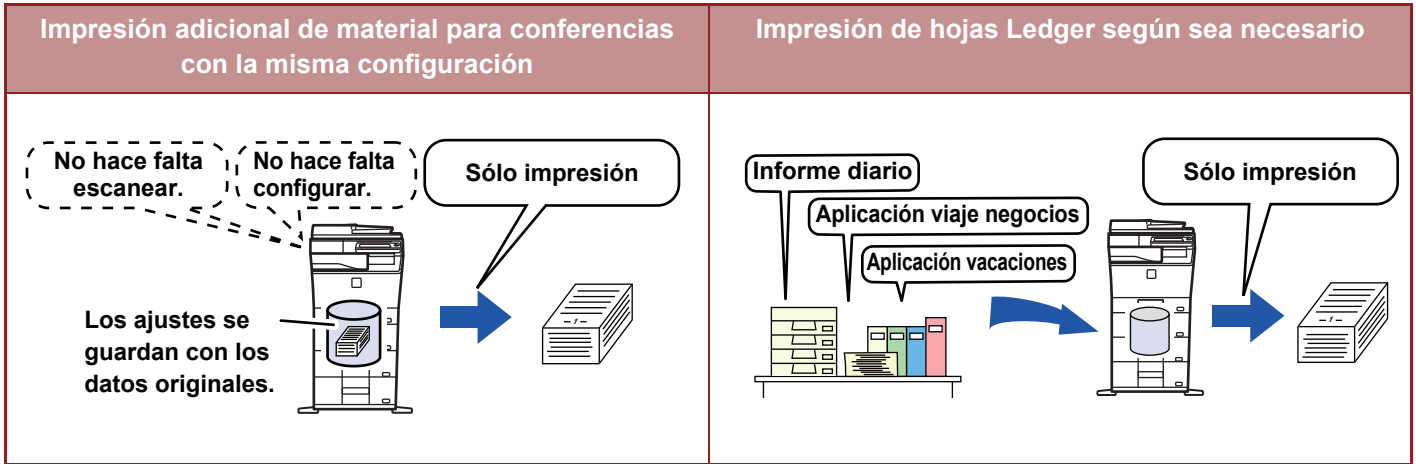 Impresión adicional de material para conferencias
con la misma configuración
No hace falta
escanear.
No hace falta
configurar.
Sólo impresión
Los ajustes se
guardan con los
datos originales.
- 1 -
Impresión de hojas Ledger según sea necesario
Informe diario
Aplicación viaje negocios
Aplicación vacaciones
Sólo impresión
- 1 -